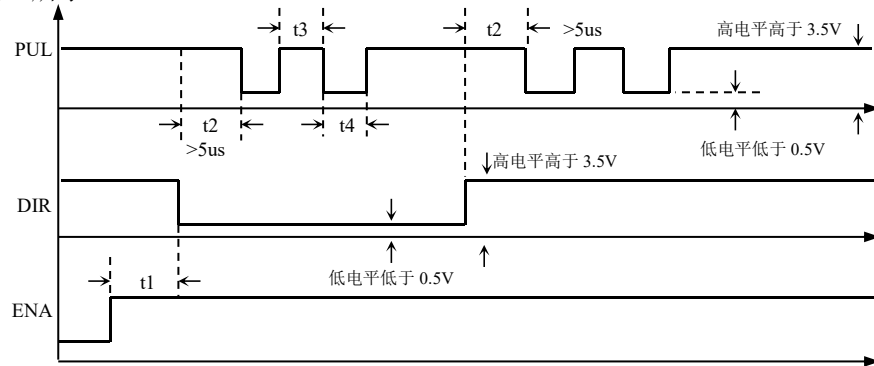 PUL
t3
t2
>5us
高电平高于 3.5V
t2
>5us
t4
低电平低于 0.5V
DIR
高电平高于 3.5V
低电平低于 0.5V
t1
ENA